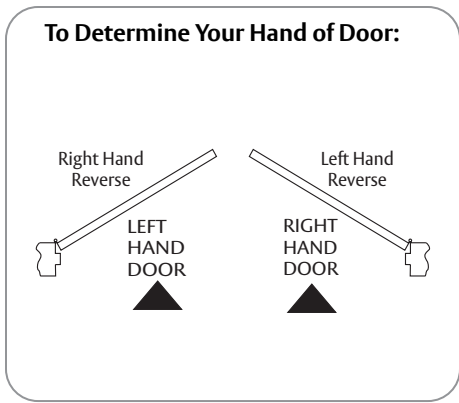 To Determine Your Hand of Door:
Right Hand
Reverse
LEFT
HAND
DOOR
Left Hand
Reverse
RIGHT
HAND
DOOR